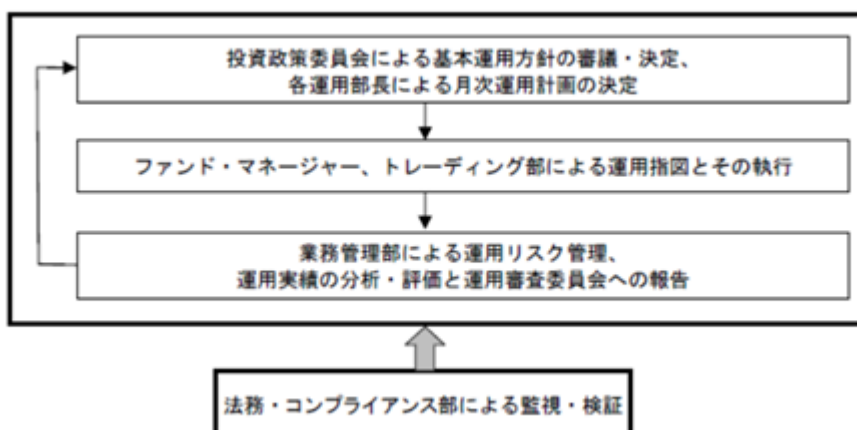 投資政策委員会による基本運用方針の審議・決定、
各運用部長による月次運用計画の決定
ファンド・マネージャー、トレーディング部による運用指図とその執行
業務管理部による運用リスク管理、
運用実績の分析・評価と運用審査委員会への報告
法務・コンプライアンス部による監視・検証